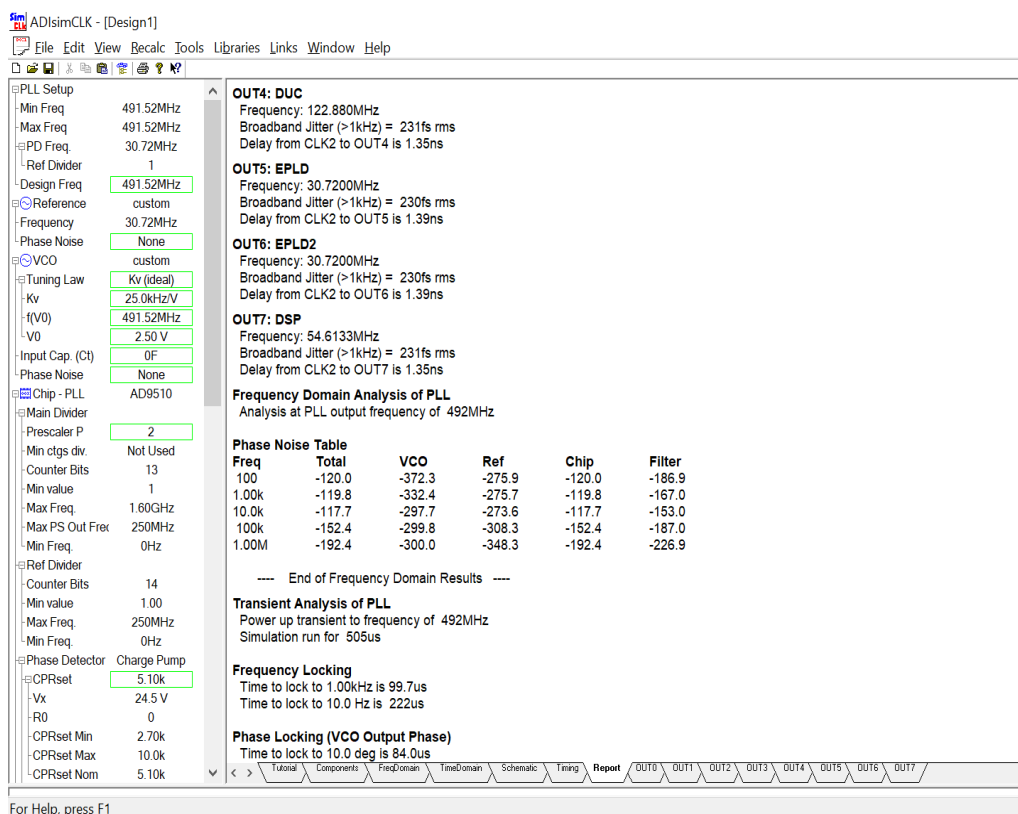 ADIsimCLK - [Design1]
File Edit View Recalc Tools Libraries Links Window Help
PLL Setup
Min Freq 491.52MHz
Max Freq 491.52MHz
PD Freq. 30.72MHz
Ref Divider 1
Design Freq 491.52MHz
Reference custom
Frequency 30.72MHz
Phase Noise None
VCO custom
Tuning Law Kv (ideal)
Kv 25.0kHz/V
f(V0) 491.52MHz
V0 2.50 V
Input Cap. (Ct) 0F
Phase Noise None
Chip - PLL AD9510
Main Divider
Prescaler P 2
Min ctgs div. Not Used
Counter Bits 13
Min value 1
Max Freq. 1.60GHz
Max PS Out Frec 250MHz
Min Freq. 0Hz
Ref Divider
Counter Bits 14
Min value 1.00
Max Freq. 250MHz
Min Freq. 0Hz
Phase Detector Charge Pump
CPRset 5.10k
Vx 24.5 V
R0 0
CPRset Min 2.70k
CPRset Max 10.0k
CPRset Nom 5.10k
OUT4: DUC
Frequency: 122.880MHz
Broadband Jitter (>1kHz) = 231fs rms
Delay from CLK2 to OUT4 is 1.35ns
OUT5: EPLD
Frequency: 30.7200MHz
Broadband Jitter (>1kHz) = 230fs rms
Delay from CLK2 to OUT5 is 1.39ns
OUT6: EPLD2
Frequency: 30.7200MHz
Broadband Jitter (>1kHz) = 230fs rms
Delay from CLK2 to OUT6 is 1.39ns
OUT7: DSP
Frequency: 54.6133MHz
Broadband Jitter (>1kHz) = 231fs rms
Delay from CLK2 to OUT7 is 1.35ns
Frequency Domain Analysis of PLL
Analysis at PLL output frequency of 492MHz
Phase Noise Table
Freq Total VCO Ref Chip Filter
100 -120.0 -372.3 -275.9 -120.0 -186.9
1.00k -119.8 -332.4 -275.7 -119.8 -167.0
10.0k -117.7 -297.7 -273.6 -117.7 -153.0
100k -152.4 -299.8 -308.3 -152.4 -187.0
1.00M -192.4 -300.0 -348.3 -192.4 -226.9
---- End of Frequency Domain Results ----
Transient Analysis of PLL
Power up transient to frequency of 492MHz
Simulation run for 505us
Frequency Locking
Time to lock to 1.00kHz is 99.7us
Time to lock to 10.0 Hz is 222us
Phase Locking (VCO Output Phase)
Time to lock to 10.0 deg is 84.0us
Tutorial Components FreqDomain TimeDomain Schematic Timing Report OUT0 OUT1 OUT2 OUT3 OUT4 OUT5 OUT6 OUT7
For Help, press F1